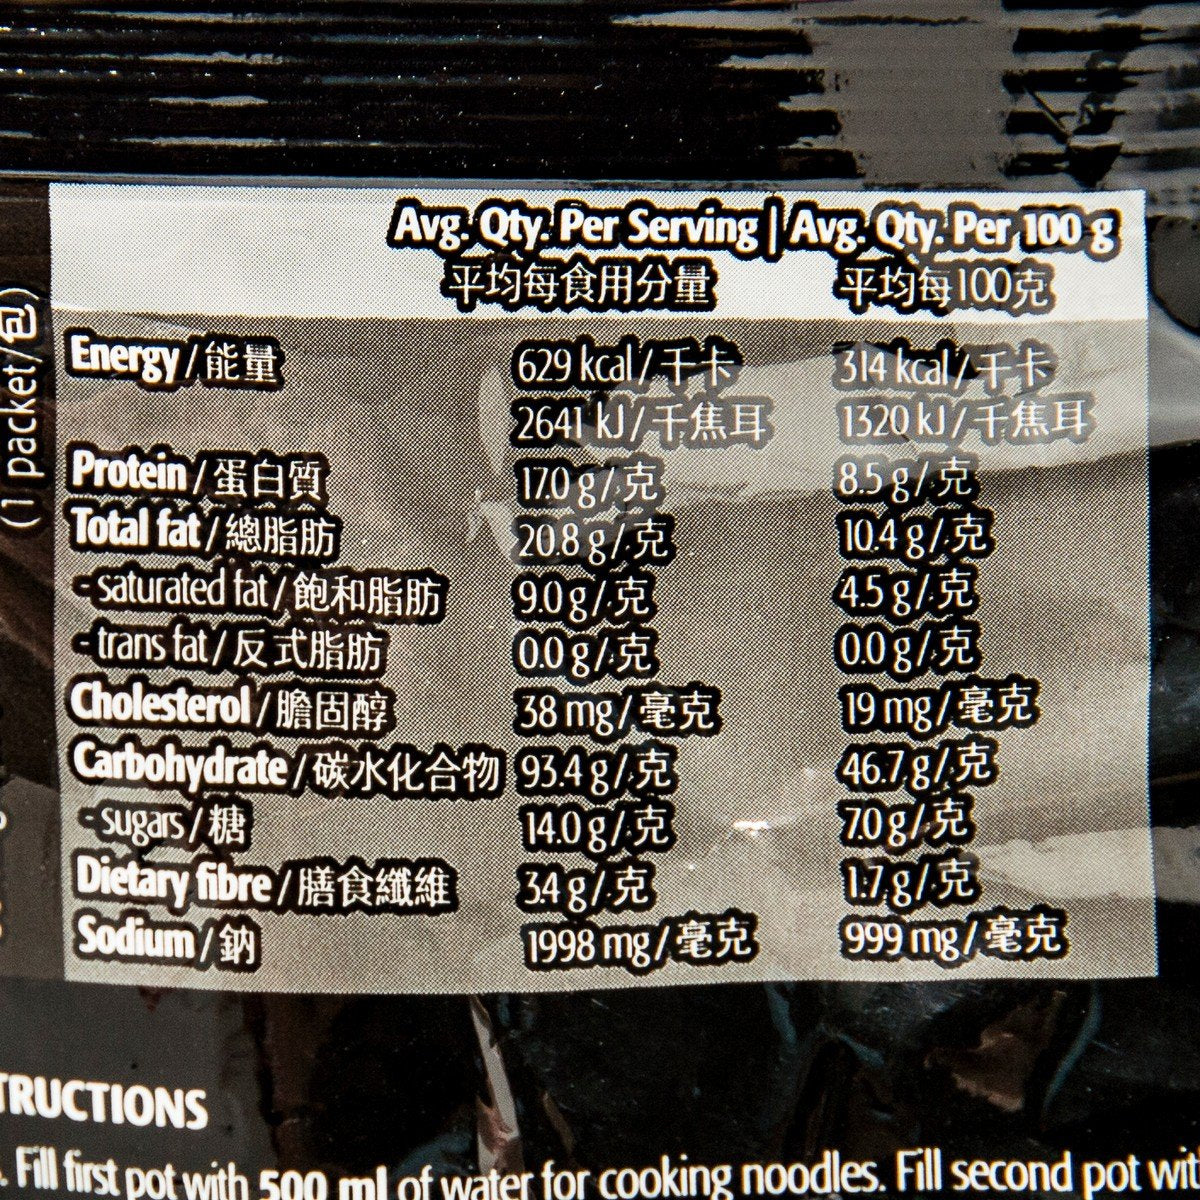 Avg. Qty. Per Serving | Avg. Qty. Per 100 g
平均每食用分量 平均每100克
Energy / 能量 629 kcal / 千卡 314 kcal / 千卡
2641 kJ / 千焦耳 1320 kJ / 千焦耳
Protein / 蛋白質 17.0 g / 克 8.5 g / 克
Total fat / 總脂肪 20.8 g / 克 10.4 g / 克
- saturated fat / 飽和脂肪 9.0 g / 克 4.5 g / 克
- trans fat / 反式脂肪 0.0 g / 克 0.0 g / 克
Cholesterol / 膽固醇 38 mg / 毫克 19 mg / 毫克
Carbohydrate / 碳水化合物 93.4 g / 克 46.7 g / 克
- sugars / 糖 14.0 g / 克 7.0 g / 克
Dietary fibre / 膳食纖維 3.4 g / 克 1.7 g / 克
Sodium / 鈉 1998 mg / 毫克 999 mg / 毫克
(1 packet/包)
TRUCTIONS
. Fill first pot with 500 ml of water for cooking noodles. Fill second pot wit